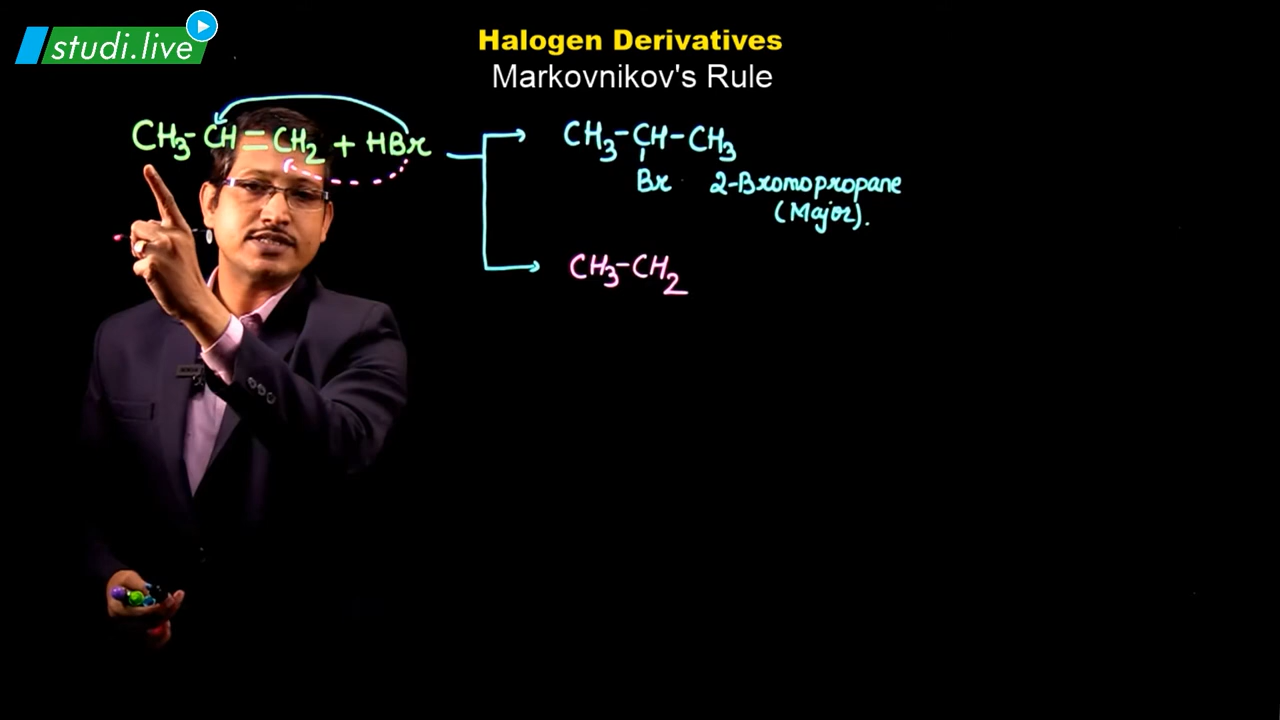 studi.live
Halogen Derivatives
Markovnikov's Rule
CH₃-CH=CH₂ + HBr
CH₃-CH-CH₃
Br 2-Bromopropane
(Major).
CH₃-CH₂